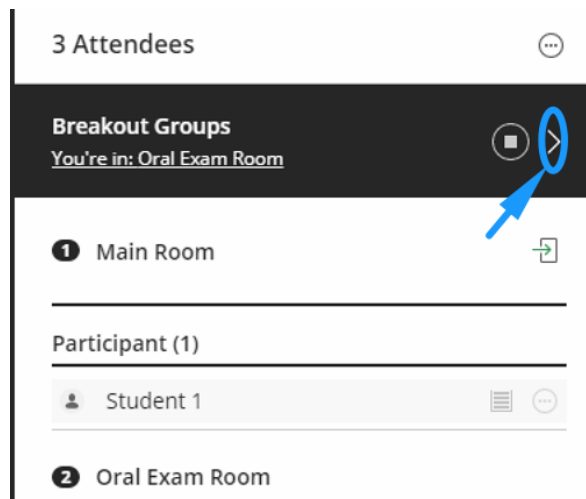 3 Attendees
Breakout Groups
You're in: Oral Exam Room
1 Main Room
Participant (1)
Student 1
2 Oral Exam Room